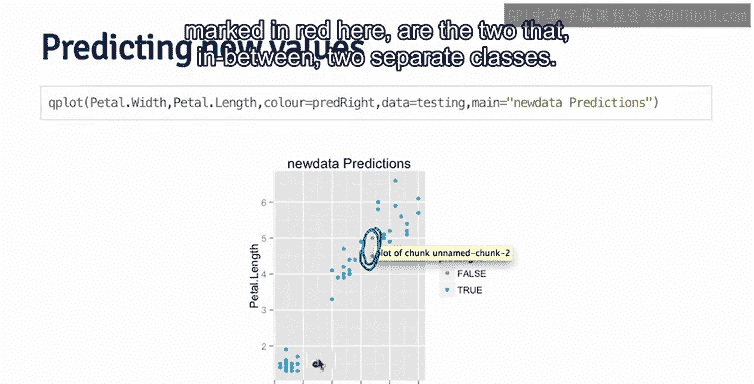 marked in red here, are the two that,
in-between, two separate classes.
Predicting new values
qplot(Petal.Width,Petal.Length,colour=predRight,data=testing,main="newdata Predictions")
newdata Predictions
6
5
4
3
2
Petal.Length
plot of chunk unnamed-chunk-2
FALSE
TRUE